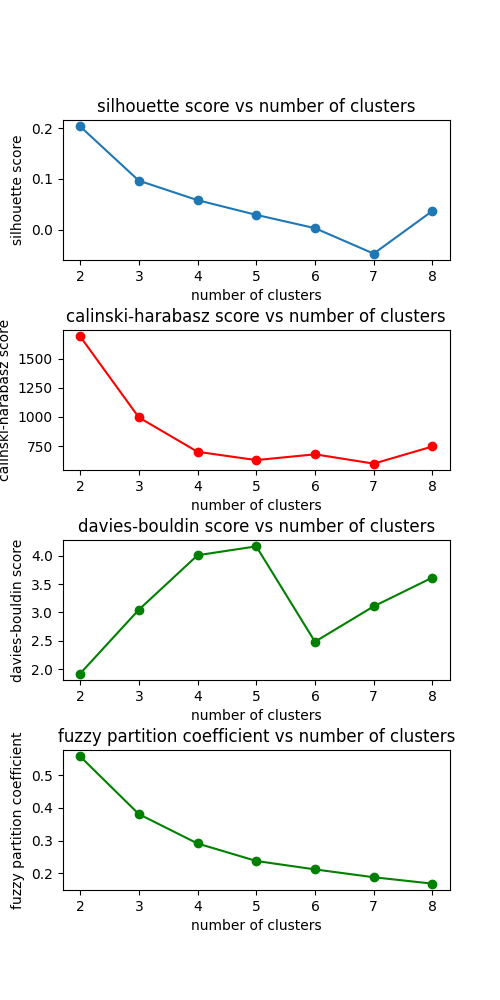 silhouette score vs number of clusters
silhouette score
0.2
0.1
0.0
2 3 4 5 6 7 8
number of clusters
calinski-harabasz score vs number of clusters
calinski-harabasz score
1500
1250
1000
750
2 3 4 5 6 7 8
number of clusters
davies-bouldin score vs number of clusters
davies-bouldin score
4.0
3.5
3.0
2.5
2.0
2 3 4 5 6 7 8
number of clusters
fuzzy partition coefficient vs number of clusters
fuzzy partition coefficient
0.5
0.4
0.3
0.2
2 3 4 5 6 7 8
number of clusters